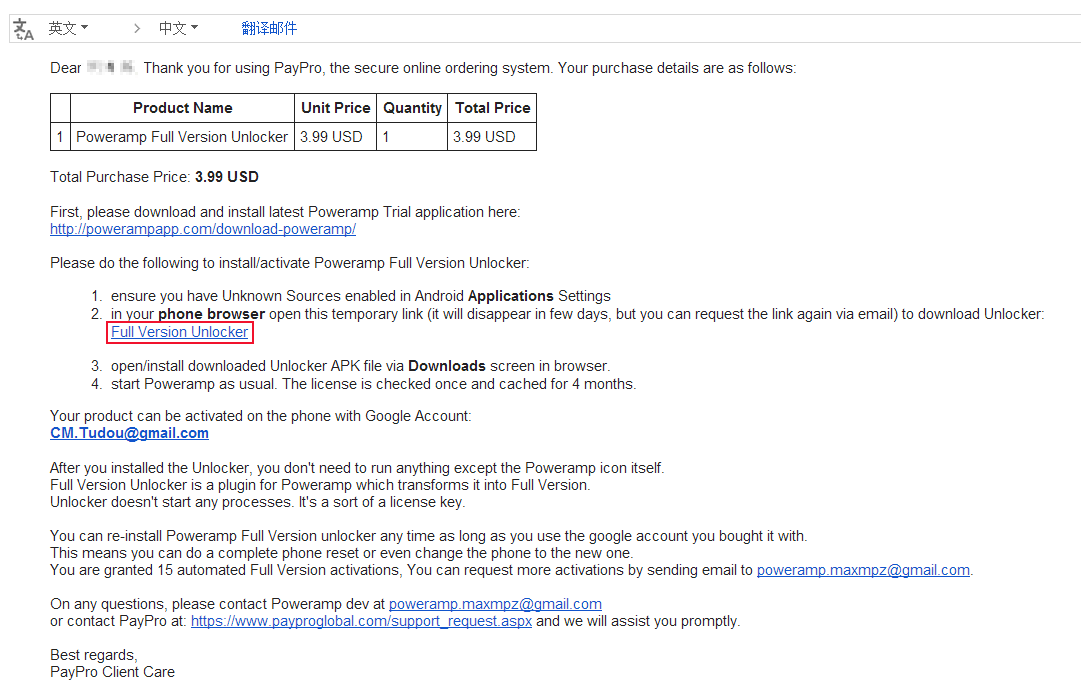 英文 中文 翻译邮件
Dear Thank you for using PayPro, the secure online ordering system. Your purchase details are as follows:
Product Name Unit Price Quantity Total Price
1 Poweramp Full Version Unlocker 3.99 USD 1 3.99 USD
Total Purchase Price: 3.99 USD
First, please download and install latest Poweramp Trial application here:
http://powerampapp.com/download-poweramp/
Please do the following to install/activate Poweramp Full Version Unlocker:
1. ensure you have Unknown Sources enabled in Android Applications Settings
2. in your phone browser open this temporary link (it will disappear in few days, but you can request the link again via email) to download Unlocker:
Full Version Unlocker
3. open/install downloaded Unlocker APK file via Downloads screen in browser.
4. start Poweramp as usual. The license is checked once and cached for 4 months.
Your product can be activated on the phone with Google Account:
CM.Tudou@gmail.com
After you installed the Unlocker, you don't need to run anything except the Poweramp icon itself.
Full Version Unlocker is a plugin for Poweramp which transforms it into Full Version.
Unlocker doesn't start any processes. It's a sort of a license key.
You can re-install Poweramp Full Version unlocker any time as long as you use the google account you bought it with.
This means you can do a complete phone reset or even change the phone to the new one.
You are granted 15 automated Full Version activations, You can request more activations by sending email to poweramp.maxmpz@gmail.com.
On any questions, please contact Poweramp dev at poweramp.maxmpz@gmail.com
or contact PayPro at: https://www.payproglobal.com/support_request.aspx and we will assist you promptly.
Best regards,
PayPro Client Care